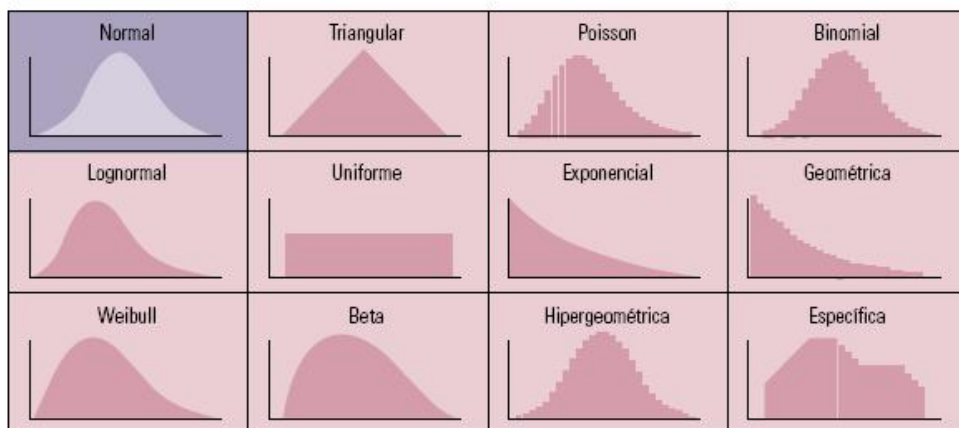 Normal
Triangular
Poisson
Binomial
Lognormal
Uniforme
Exponencial
Geométrica
Weibull
Beta
Hipergeométrica
Específica